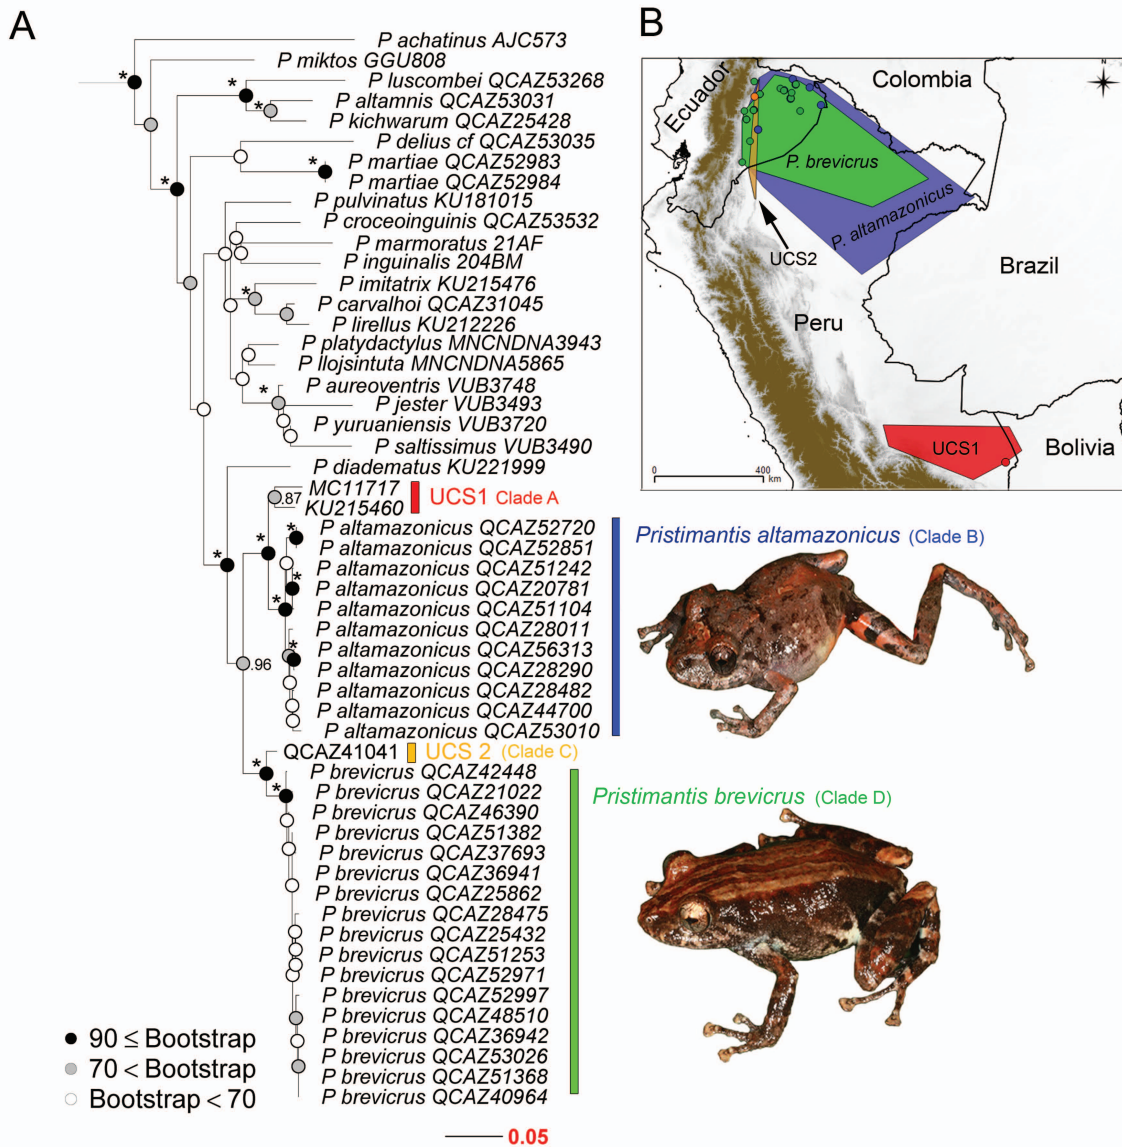 A
P achatinus AJC573
P miktos GGU808
P luscombei QCAZ53268
P altamnis QCAZ53031
P kichwarum QCAZ25428
P delius cf QCAZ53035
P martiae QCAZ52983
P martiae QCAZ52984
P pulvinatus KU181015
P croceoinguinis QCAZ53532
P marmoratus 21AF
P inguinalis 204BM
P imitatrix KU215476
P carvalhoi QCAZ31045
P lirellus KU212226
P platydactylus MNCNDNA3943
P llojsintuta MNCNDNA5865
P aureoventris VUB3748
P jester VUB3493
P yuruaniensis VUB3720
P saltissimus VUB3490
P diadematus KU221999
MC11717
KU215460
.87
UCS1 Clade A
P altamazonicus QCAZ52720
P altamazonicus QCAZ52851
P altamazonicus QCAZ51242
P altamazonicus QCAZ20781
P altamazonicus QCAZ51104
P altamazonicus QCAZ28011
P altamazonicus QCAZ56313
P altamazonicus QCAZ28290
P altamazonicus QCAZ28482
P altamazonicus QCAZ44700
P altamazonicus QCAZ53010
.96
QCAZ41041
UCS 2 (Clade C)
P brevicrus QCAZ42448
P brevicrus QCAZ21022
P brevicrus QCAZ46390
P brevicrus QCAZ51382
P brevicrus QCAZ37693
P brevicrus QCAZ36941
P brevicrus QCAZ25862
P brevicrus QCAZ28475
P brevicrus QCAZ25432
P brevicrus QCAZ51253
P brevicrus QCAZ52971
P brevicrus QCAZ52997
P brevicrus QCAZ48510
P brevicrus QCAZ36942
P brevicrus QCAZ53026
P brevicrus QCAZ51368
P brevicrus QCAZ40964
90 ≤ Bootstrap
70 < Bootstrap
Bootstrap < 70
0.05
B
Ecuador
Colombia
N
P. brevicrus
P. altamazonicus
UCS2
Brazil
Peru
UCS1
Bolivia
0 400
km
Pristimantis altamazonicus (Clade B)
Pristimantis brevicrus (Clade D)